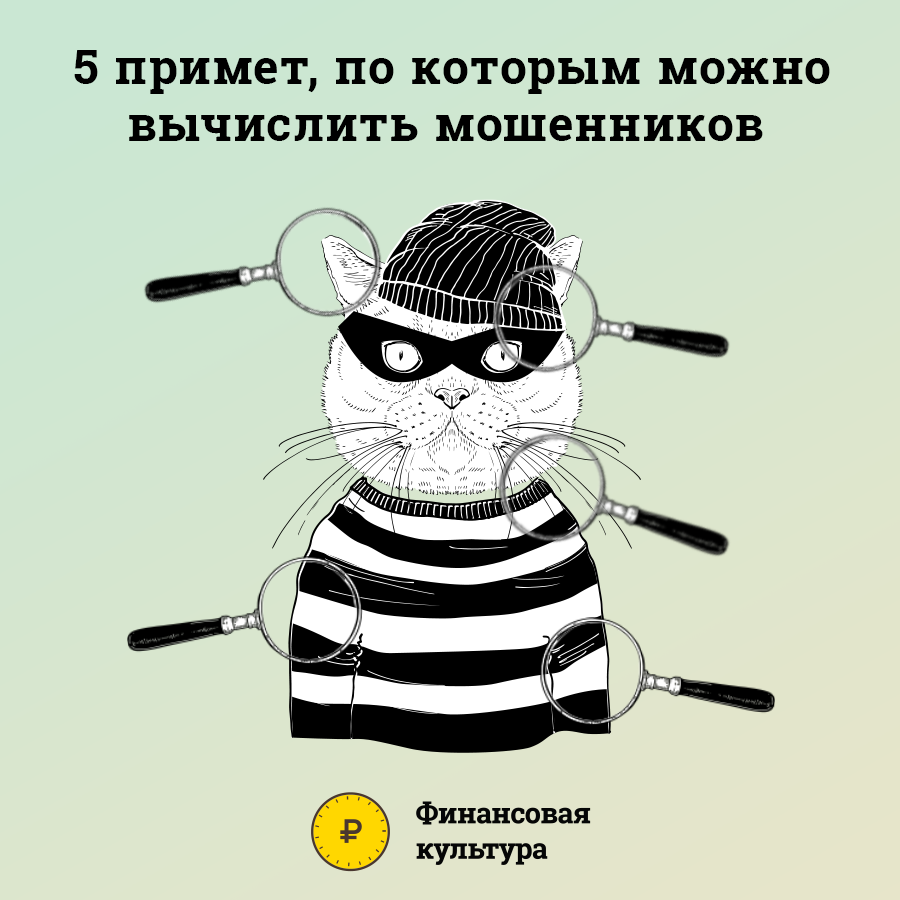 5 примет, по которым можно
вычислить мошенников
₽
Финансовая
культура